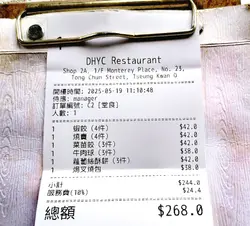 DHYC Restaurant
Shop 2A, 1/F Monterey Place, No. 23,
Tong Chun Street, Tseung Kwan O
開檯時間：2025-05-19 11:10:48
侍應：manager
訂單編號：C2 [堂食]
人數：1
1 蝦餃 (4件) $42.0
1 燒賣 (4件) $42.0
1 菜苗餃 (3件) $42.0
1 牛肉球 (3件) $38.0
1 蘿蔔絲酥餅 (3件) $42.0
1 焗叉燒包 $38.0
小計 $244.0
服務費(10%) $24.4
總額 $268.0